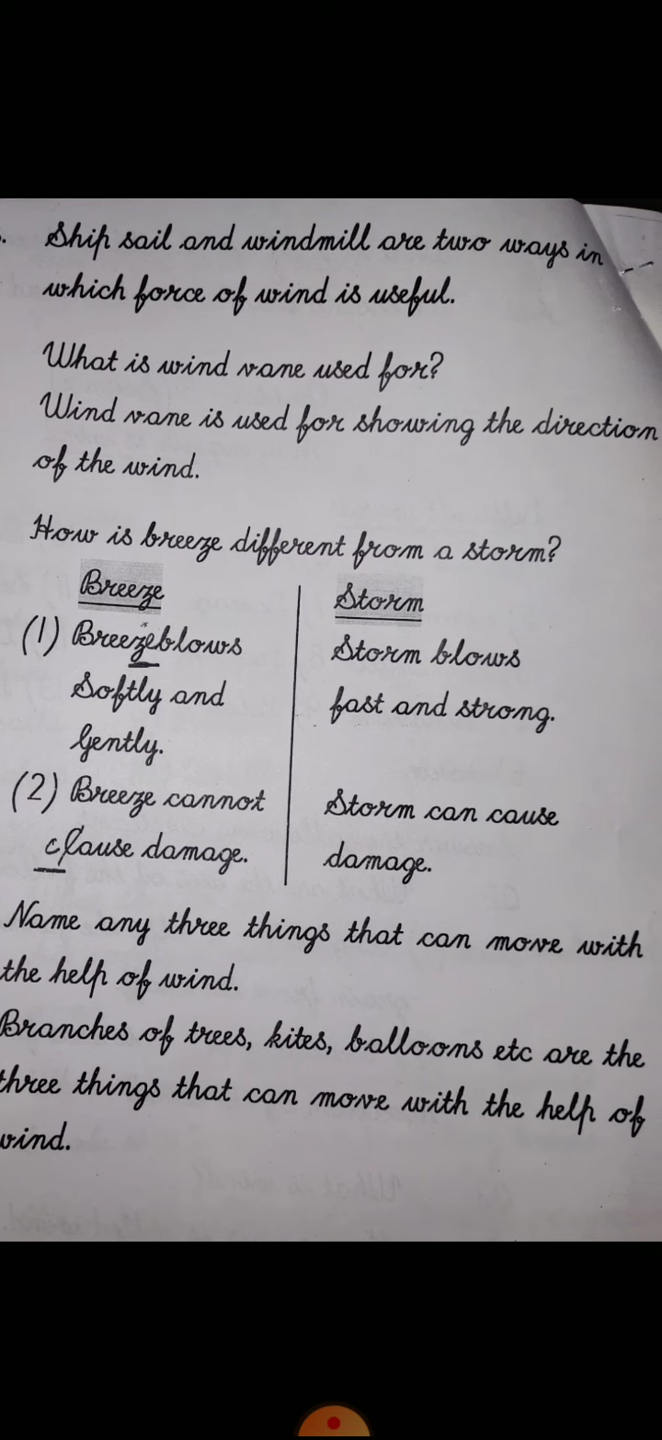 Ship sail and windmill are two ways in
which force of wind is useful.
What is wind vane used for?
Wind vane is used for showing the direction
of the wind.
How is breeze different from a storm?
Breeze Storm
(1) Breeze blows Storm blows
Softly and fast and strong.
Gently.
(2) Breeze cannot Storm can cause
clause damage. damage.
Name any three things that can move with
the help of wind.
Branches of trees, kites, balloons etc are the
three things that can move with the help of
wind.